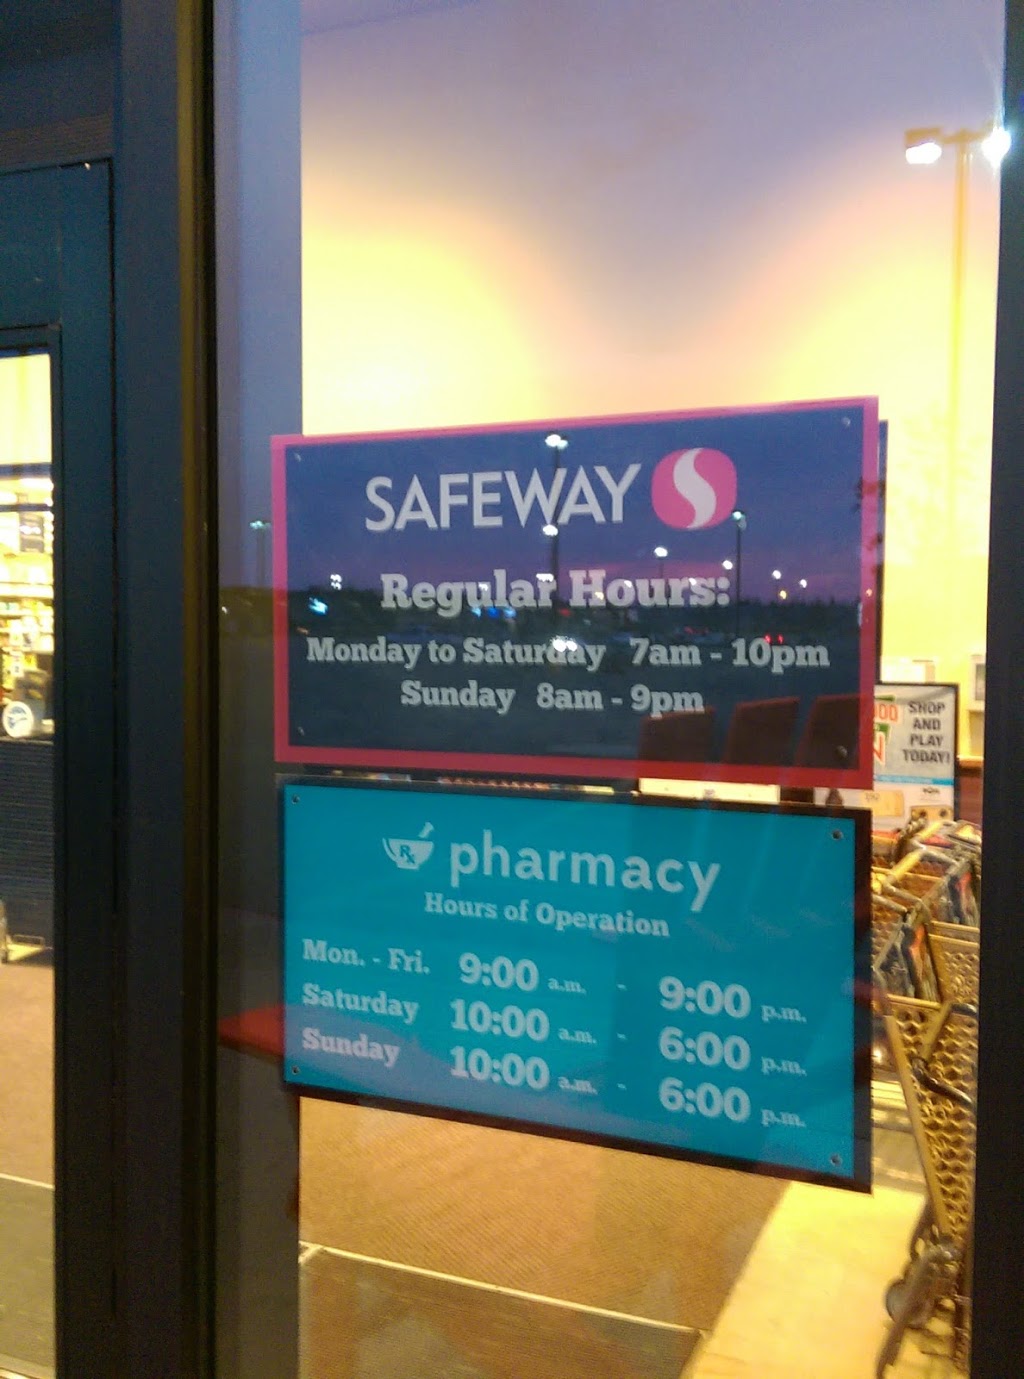 SAFEWAY
Regular Hours:
Monday to Saturday 7am - 10pm
Sunday 8am - 9pm
SHOP
AND
PLAY
TODAY!
Rx pharmacy
Hours of Operation
Mon. - Fri. 9:00 a.m. - 9:00 p.m.
Saturday 10:00 a.m. - 6:00 p.m.
Sunday 10:00 a.m. - 6:00 p.m.